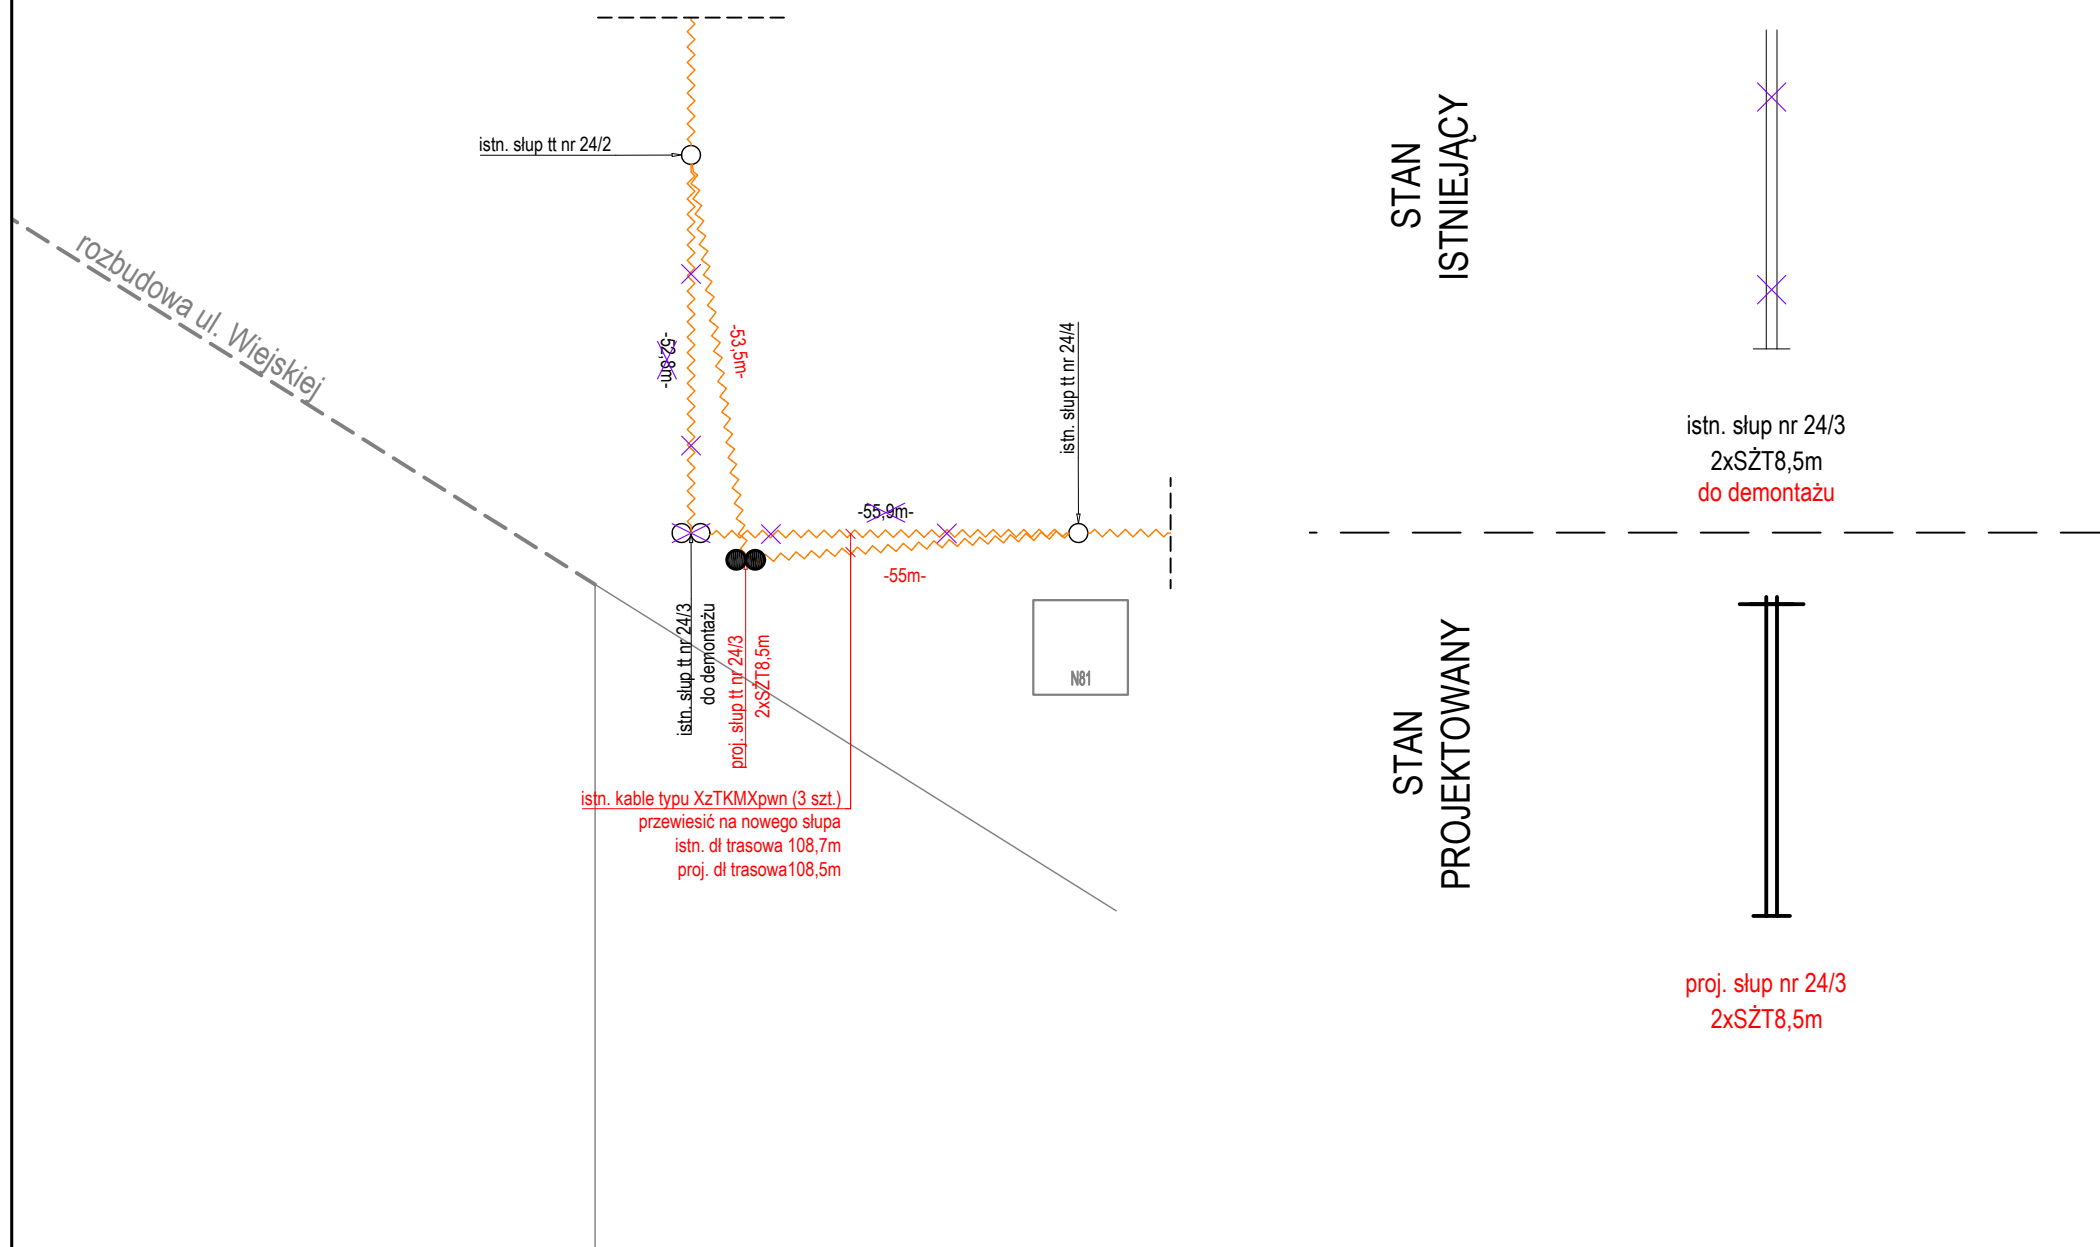 istn. słup tt nr 24/2
rozbudowa ul. Wiejskiej
-52,8m-
-53,5m-
istn. słup tt nr 24/4
-55,9m-
-55m-
istn. słup tt nr 24/3
do demontażu
proj. słup tt nr 24/3
2xSŻT8,5m
N81
istn. kable typu XzTKMXpwn (3 szt.)
przewiesić na nowego słupa
istn. dł trasowa 108,7m
proj. dł trasowa108,5m
STAN
ISTNIEJĄCY
istn. słup nr 24/3
2xSŻT8,5m
do demontażu
STAN
PROJEKTOWANY
proj. słup nr 24/3
2xSŻT8,5m